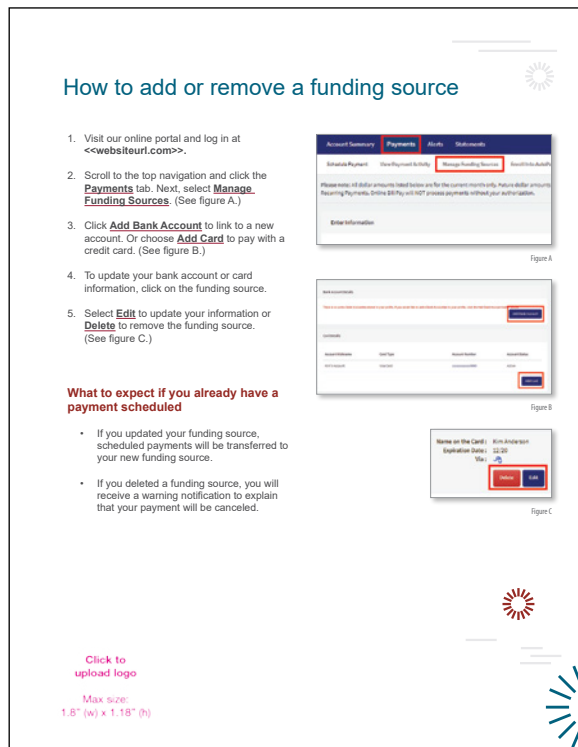 How to add or remove a funding source
1. Visit our online portal and log in at
<<websiteurl.com>>.
2. Scroll to the top navigation and click the
Payments tab. Next, select Manage
Funding Sources. (See figure A.)
3. Click Add Bank Account to link to a new
account. Or choose Add Card to pay with a
credit card. (See figure B.)
4. To update your bank account or card
information, click on the funding source.
5. Select Edit to update your information or
Delete to remove the funding source.
(See figure C.)
What to expect if you already have a
payment scheduled
• If you updated your funding source,
scheduled payments will be transferred to
your new funding source.
• If you deleted a funding source, you will
receive a warning notification to explain
that your payment will be canceled.
Account Summary Payments Alerts Statements
Schedule Payment View Payment Activity Manage Funding Sources Enroll Into AutoPa
Please note: All dollar amounts listed below are for the current month only. Future dollar amounts
Recurring Payments. Online Bill Pay will NOT process payments without your authorization.
Enter Information
Figure A
Card Type Account Number Account Status
Figure B
Name on the Card: Kim Anderson
Expiration Date: 12/20
Delete Edit
Figure C
Click to
upload logo
Max size:
1.8" (w) x 1.18" (h)